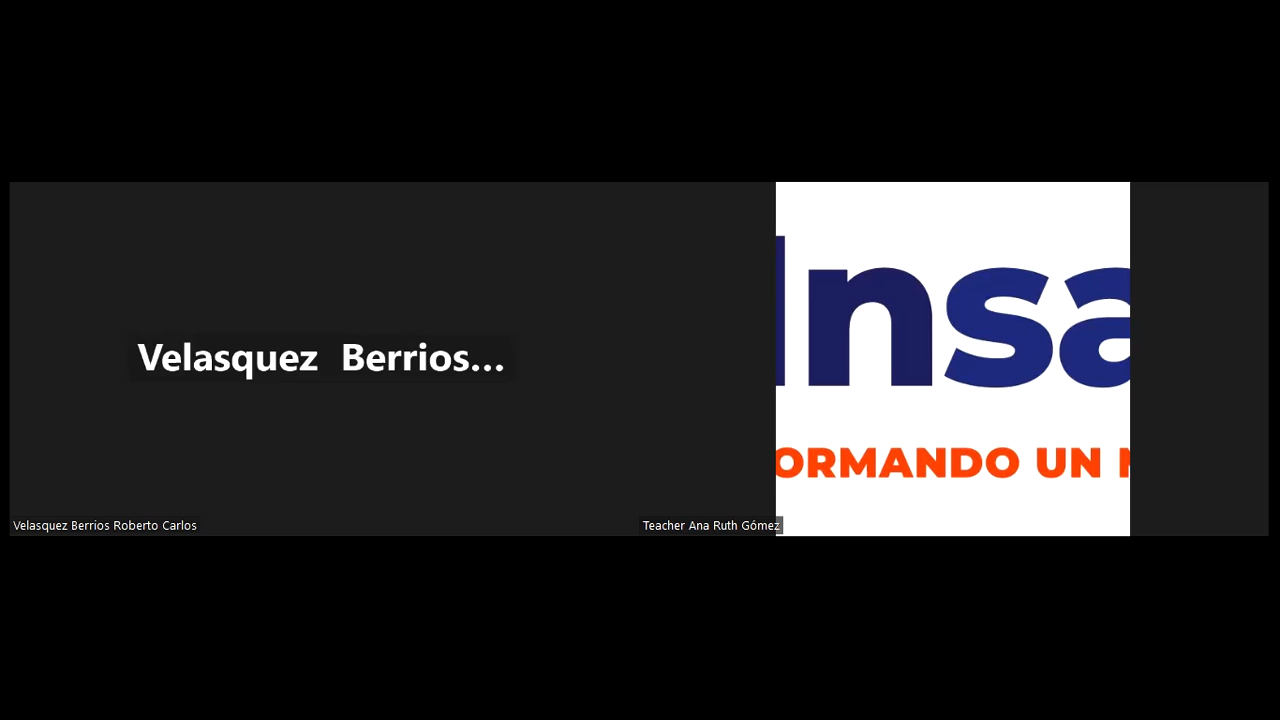 Velasquez Berrios...
Insa
ORMANDO UN
Velasquez Berrios Roberto Carlos
Teacher Ana Ruth Gómez